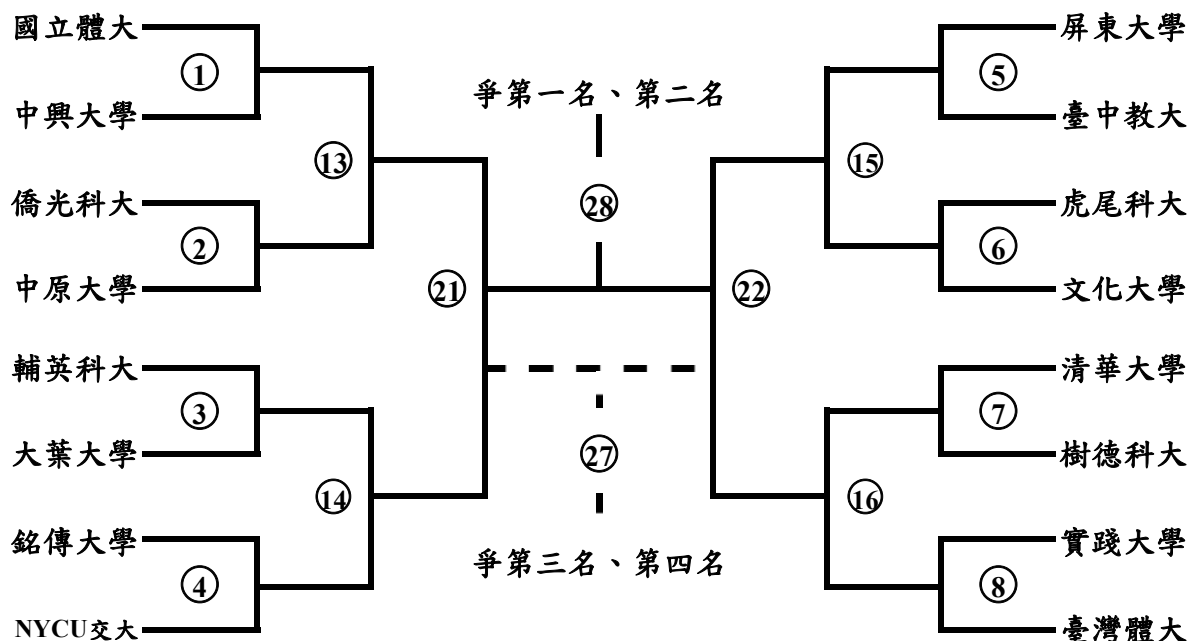 國立體大
①
中興大學
⑬
僑光科大
②
中原大學
㉑
輔英科大
③
大葉大學
⑭
銘傳大學
④
NYCU交大
爭第一名、第二名
㉘
㉗
爭第三名、第四名
屏東大學
⑤
臺中教大
⑮
虎尾科大
⑥
文化大學
㉒
清華大學
⑦
樹德科大
⑯
實踐大學
⑧
臺灣體大